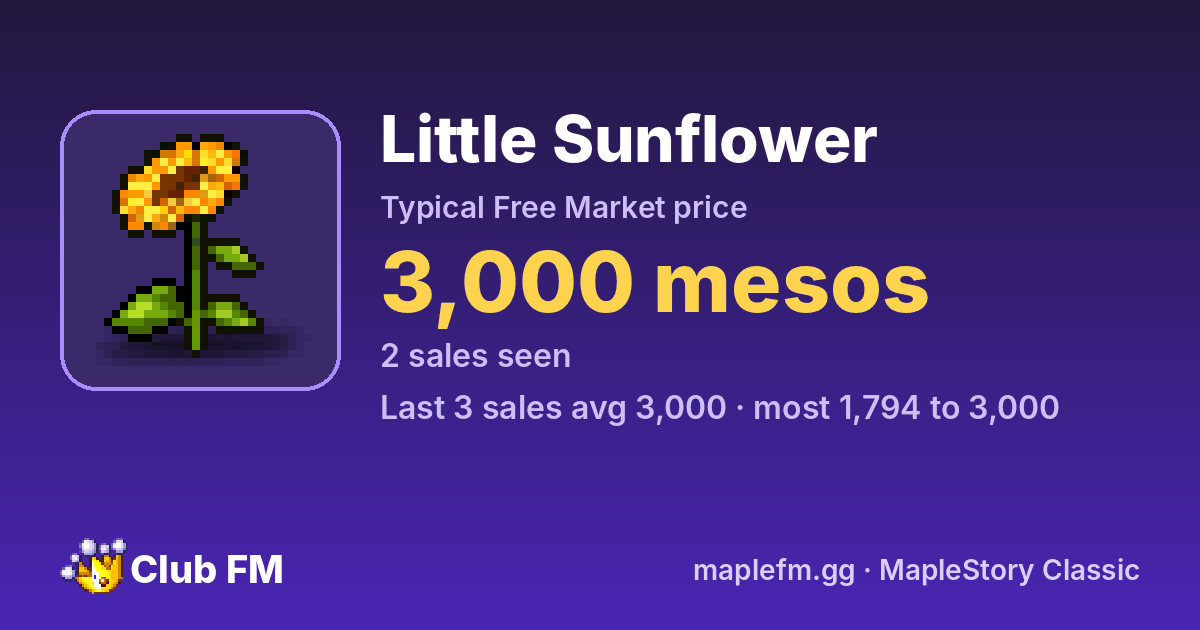 Little Sunflower
Typical Free Market price
3,000 mesos
2 sales seen
Last 3 sales avg 3,000 · most 1,794 to 3,000
Club FM
maplefm.gg · MapleStory Classic